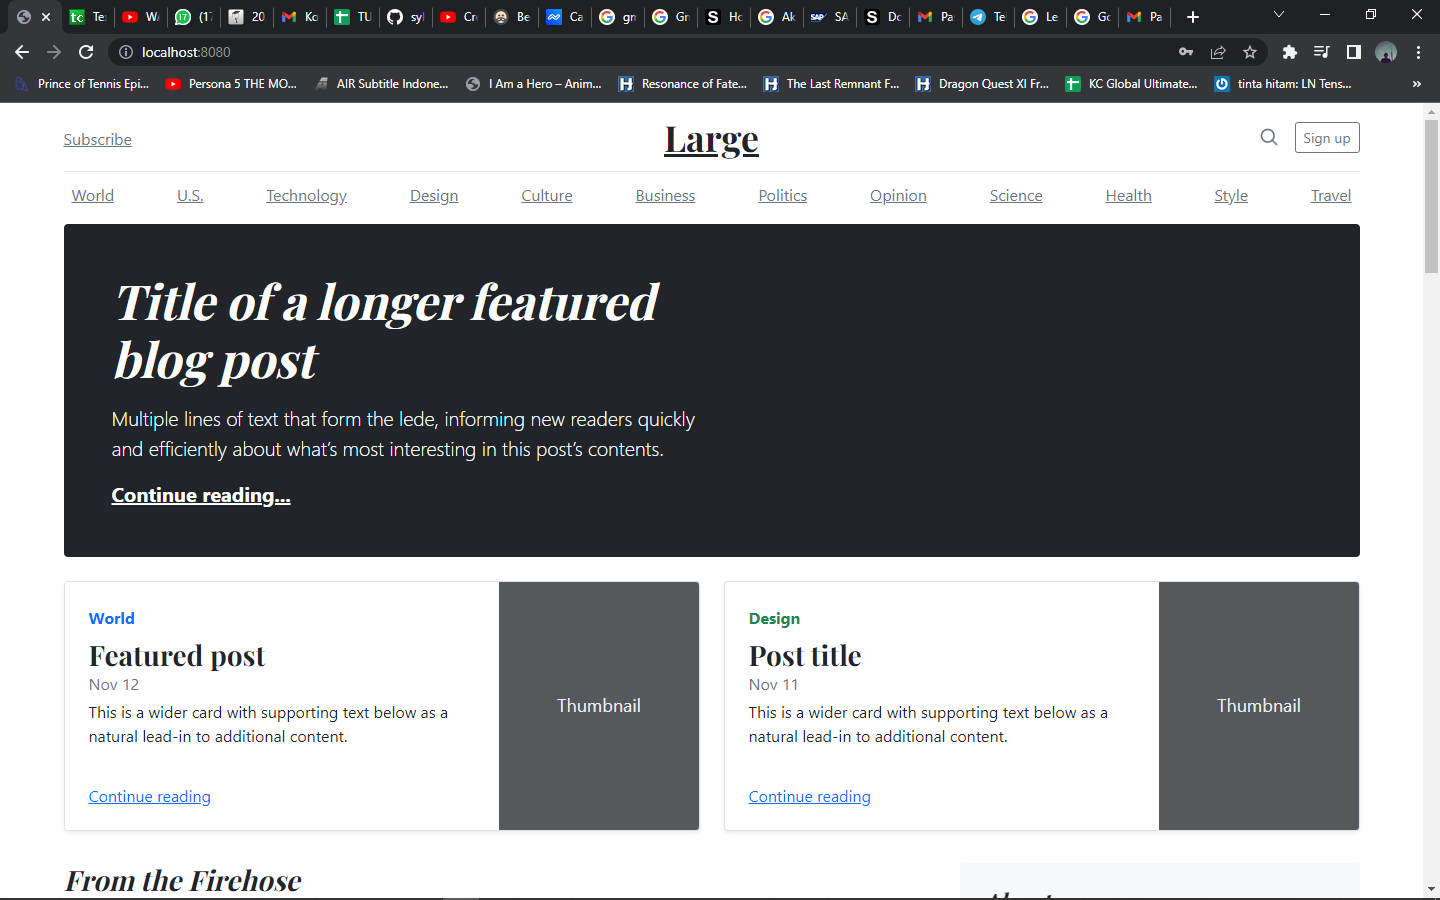 Te:
W/
(1
20
Ko
TU
syl
Cr
Be
Ca
gr
Gr
Hc
Ak
SA
Dc
Pa
Te
Le
Gc
Pa
localhost:8080
Prince of Tennis Epi...
Persona 5 THE MO...
AIR Subtitle Indone...
I Am a Hero – Anim...
Resonance of Fate...
The Last Remnant F...
Dragon Quest XI Fr...
KC Global Ultimate...
tinta hitam: LN Tens...
»
Subscribe
Large
Sign up
World U.S. Technology Design Culture Business Politics Opinion Science Health Style Travel
Title of a longer featured
blog post
Multiple lines of text that form the lede, informing new readers quickly
and efficiently about what’s most interesting in this post’s contents.
Continue reading...
World
Featured post
Nov 12
This is a wider card with supporting text below as a
natural lead-in to additional content.
Continue reading
Thumbnail
Design
Post title
Nov 11
This is a wider card with supporting text below as a
natural lead-in to additional content.
Continue reading
Thumbnail
From the Firehose
About